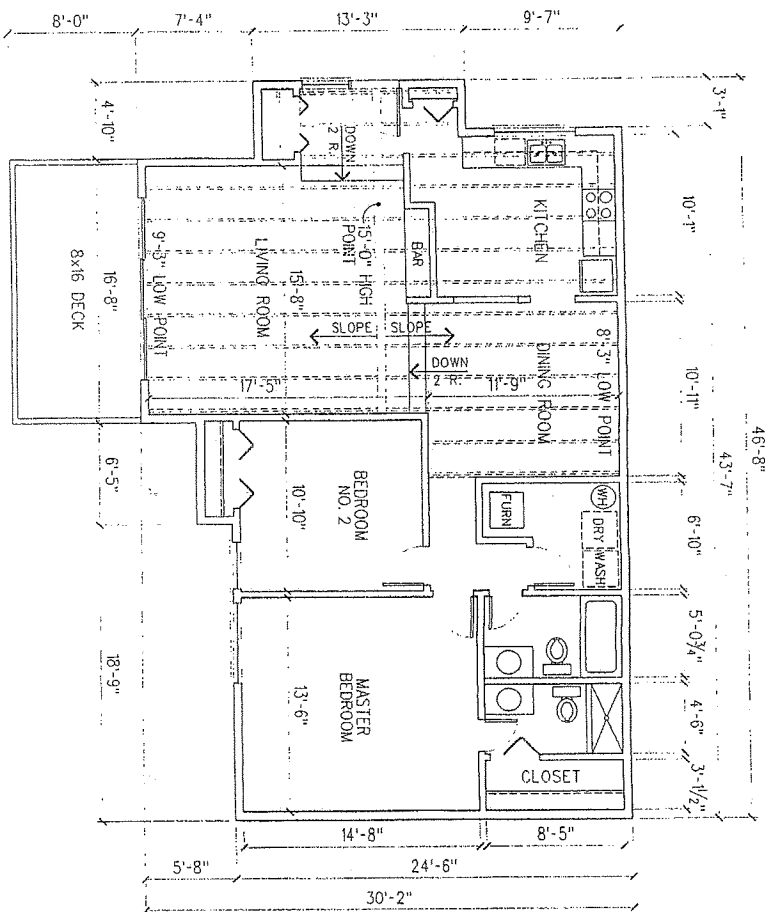 8'-0"
7'-4"
13'-3"
9'-7"
4'-10"
3'-1"
DOWN
2 R.
KITCHEN
10'-1"
BAR
15'-0" HIGH
POINT
LIVING ROOM
15'-8"
9'-3" LOW POINT
16'-8"
8x16 DECK
SLOPE
SLOPE
DOWN
2 R.
8'-3" LOW POINT
DINING ROOM
17'-5"
11'-9"
10'-11"
46'-8"
43'-7"
6'-5"
BEDROOM
NO. 2
10'-10"
FURN
WH
DRY
WASH
6'-10"
5'-0¾"
18'-9"
MASTER
BEDROOM
13'-6"
4'-6"
CLOSET
3'-1/2"
14'-8"
8'-5"
5'-8"
24'-6"
30'-2"